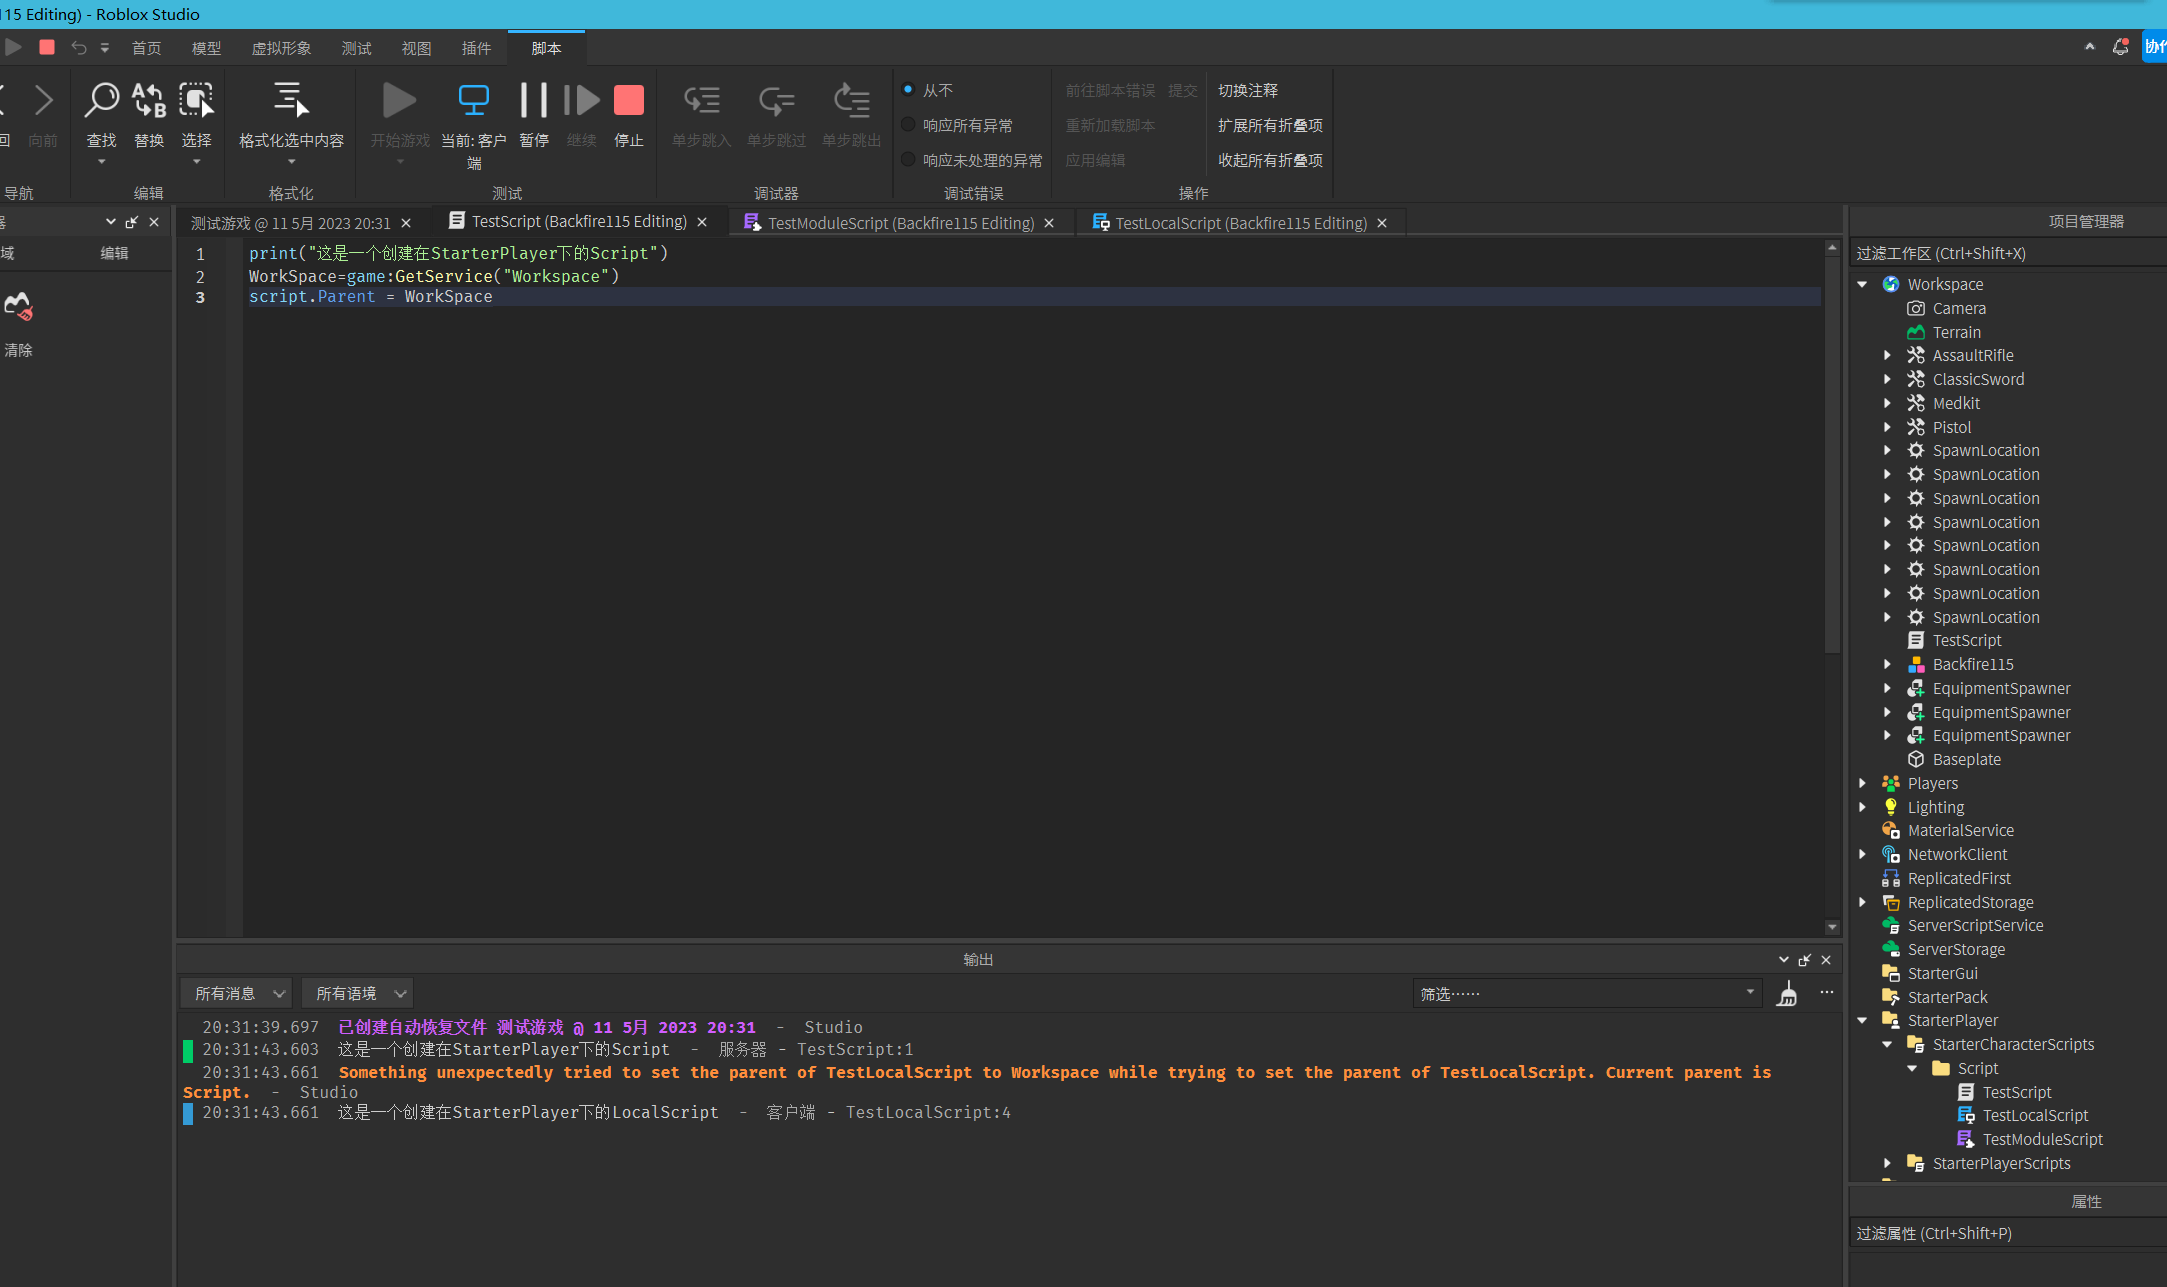 115 Editing) - Roblox Studio
首页 模型 虚拟形象 测试 视图 插件 脚本
协作
回 向前 查找 替换 选择 格式化选中内容 开始游戏 当前: 客户端 暂停 继续 停止 单步跳入 单步跳过 单步跳出
从不
响应所有异常
响应未处理的异常
前往脚本错误 提交
重新加载脚本
应用编辑
切换注释
扩展所有折叠项
收起所有折叠项
导航 编辑 格式化 测试 调试器 调试错误 操作
器
域 编辑
清除
测试游戏 @ 11 5月 2023 20:31 TestScript (Backfire115 Editing) TestModuleScript (Backfire115 Editing) TestLocalScript (Backfire115 Editing)
1 print("这是一个创建在StarterPlayer下的Script")
2 WorkSpace=game:GetService("Workspace")
3 script.Parent = WorkSpace
输出
所有消息 所有语境 筛选⋯⋯ ...
20:31:39.697 已创建自动恢复文件 测试游戏 @ 11 5月 2023 20:31 - Studio
20:31:43.603 这是一个创建在StarterPlayer下的Script - 服务器 - TestScript:1
20:31:43.661 Something unexpectedly tried to set the parent of TestLocalScript to Workspace while trying to set the parent of TestLocalScript. Current parent is
Script. - Studio
20:31:43.661 这是一个创建在StarterPlayer下的LocalScript - 客户端 - TestLocalScript:4
项目管理器
过滤工作区 (Ctrl+Shift+X)
Workspace
Camera
Terrain
AssaultRifle
ClassicSword
Medkit
Pistol
SpawnLocation
SpawnLocation
SpawnLocation
SpawnLocation
SpawnLocation
SpawnLocation
SpawnLocation
SpawnLocation
TestScript
Backfire115
EquipmentSpawner
EquipmentSpawner
EquipmentSpawner
Baseplate
Players
Lighting
MaterialService
NetworkClient
ReplicatedFirst
ReplicatedStorage
ServerScriptService
ServerStorage
StarterGui
StarterPack
StarterPlayer
StarterCharacterScripts
Script
TestScript
TestLocalScript
TestModuleScript
StarterPlayerScripts
属性
过滤属性 (Ctrl+Shift+P)